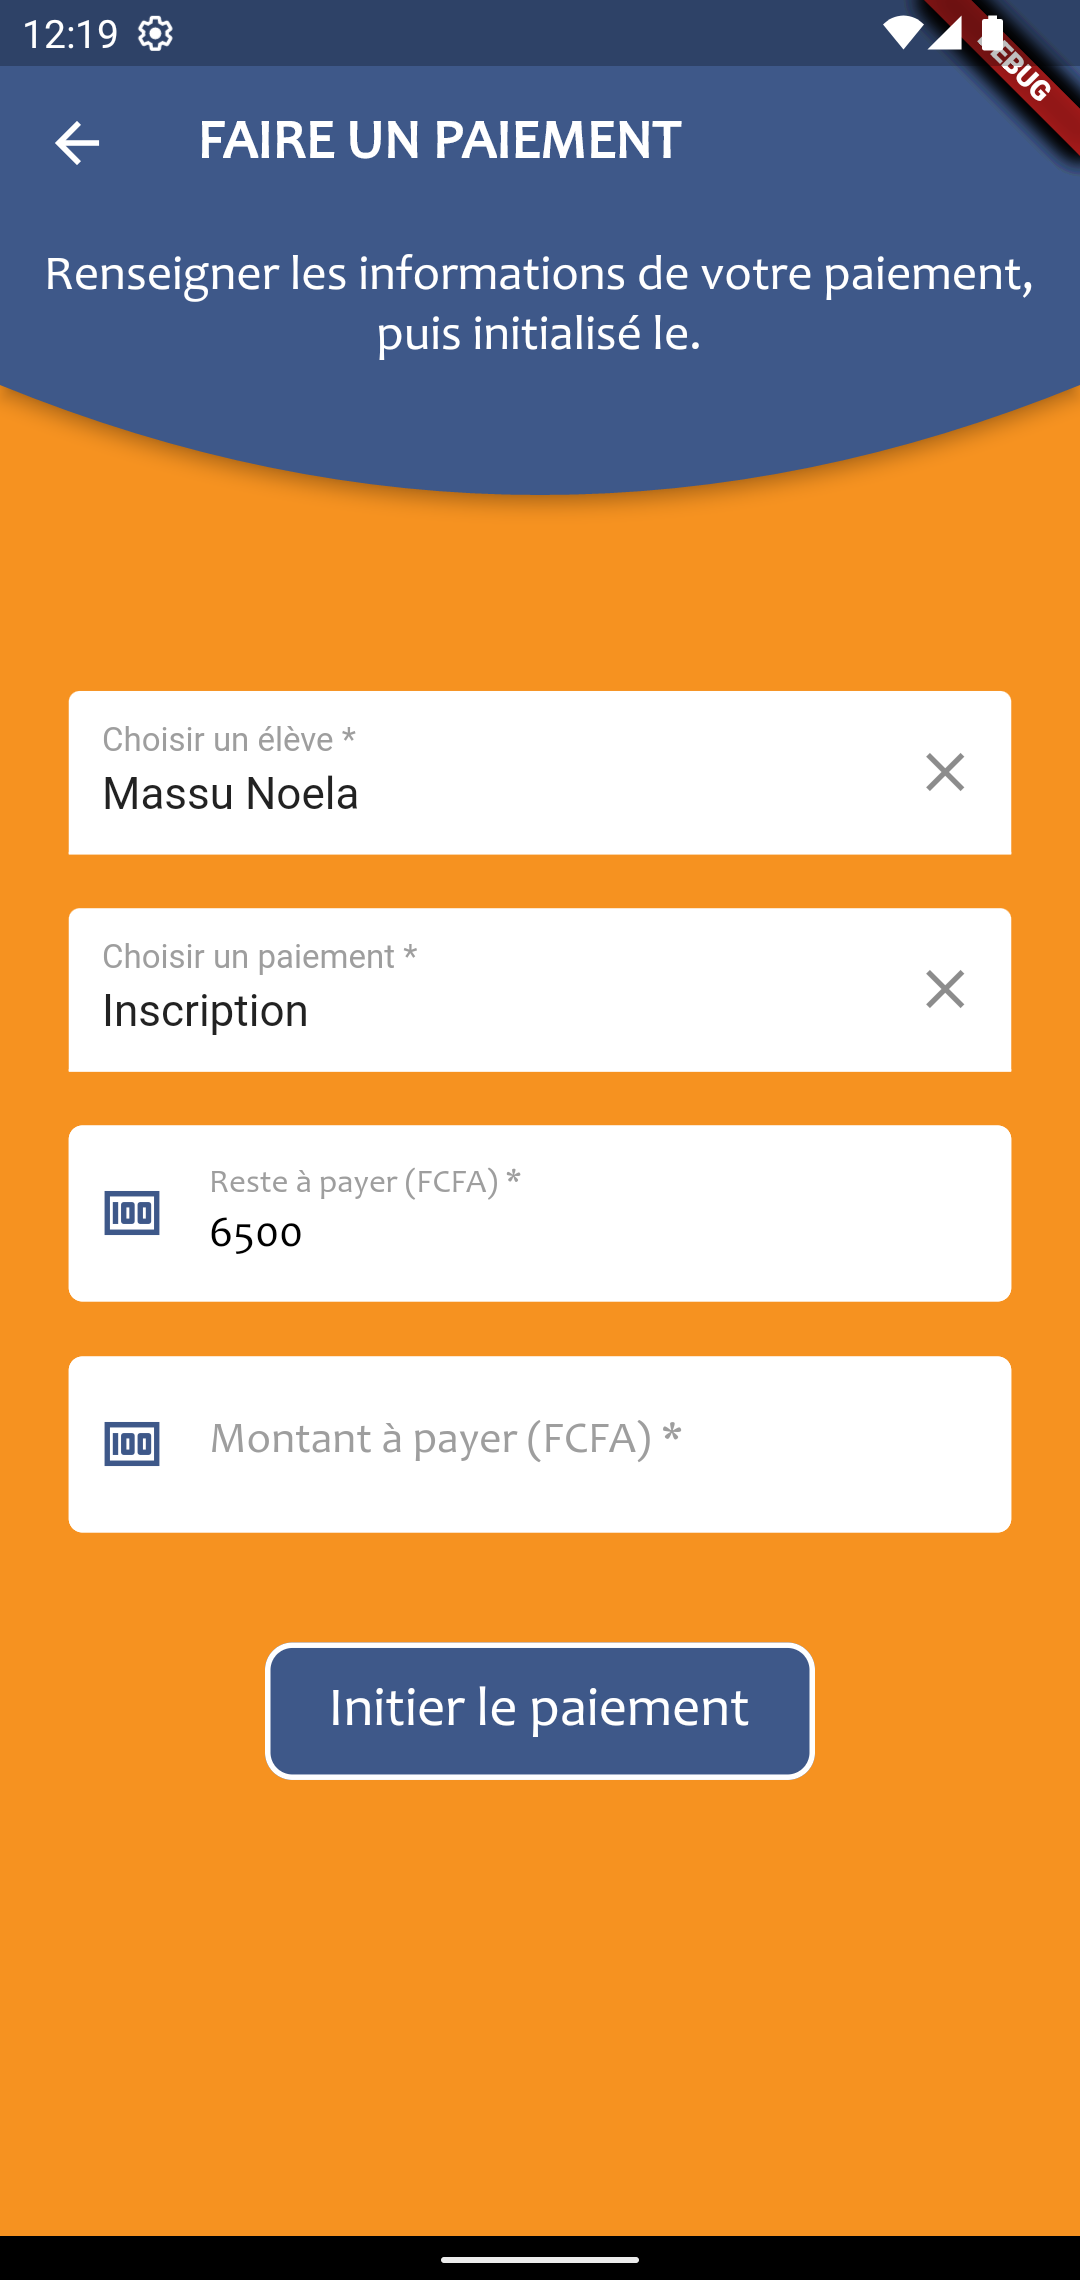 12:19
DEBUG
FAIRE UN PAIEMENT
Renseigner les informations de votre paiement,
puis initialisé le.
Choisir un élève *
Massu Noela
Choisir un paiement *
Inscription
Reste à payer (FCFA) *
100
6500
100
Montant à payer (FCFA) *
Initier le paiement